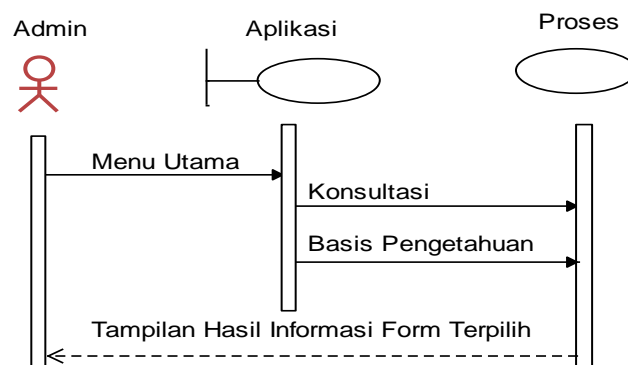 Admin
Aplikasi
Proses
Menu Utama
Konsultasi
Basis Pengetahuan
Tampilan Hasil Informasi Form Terpilih